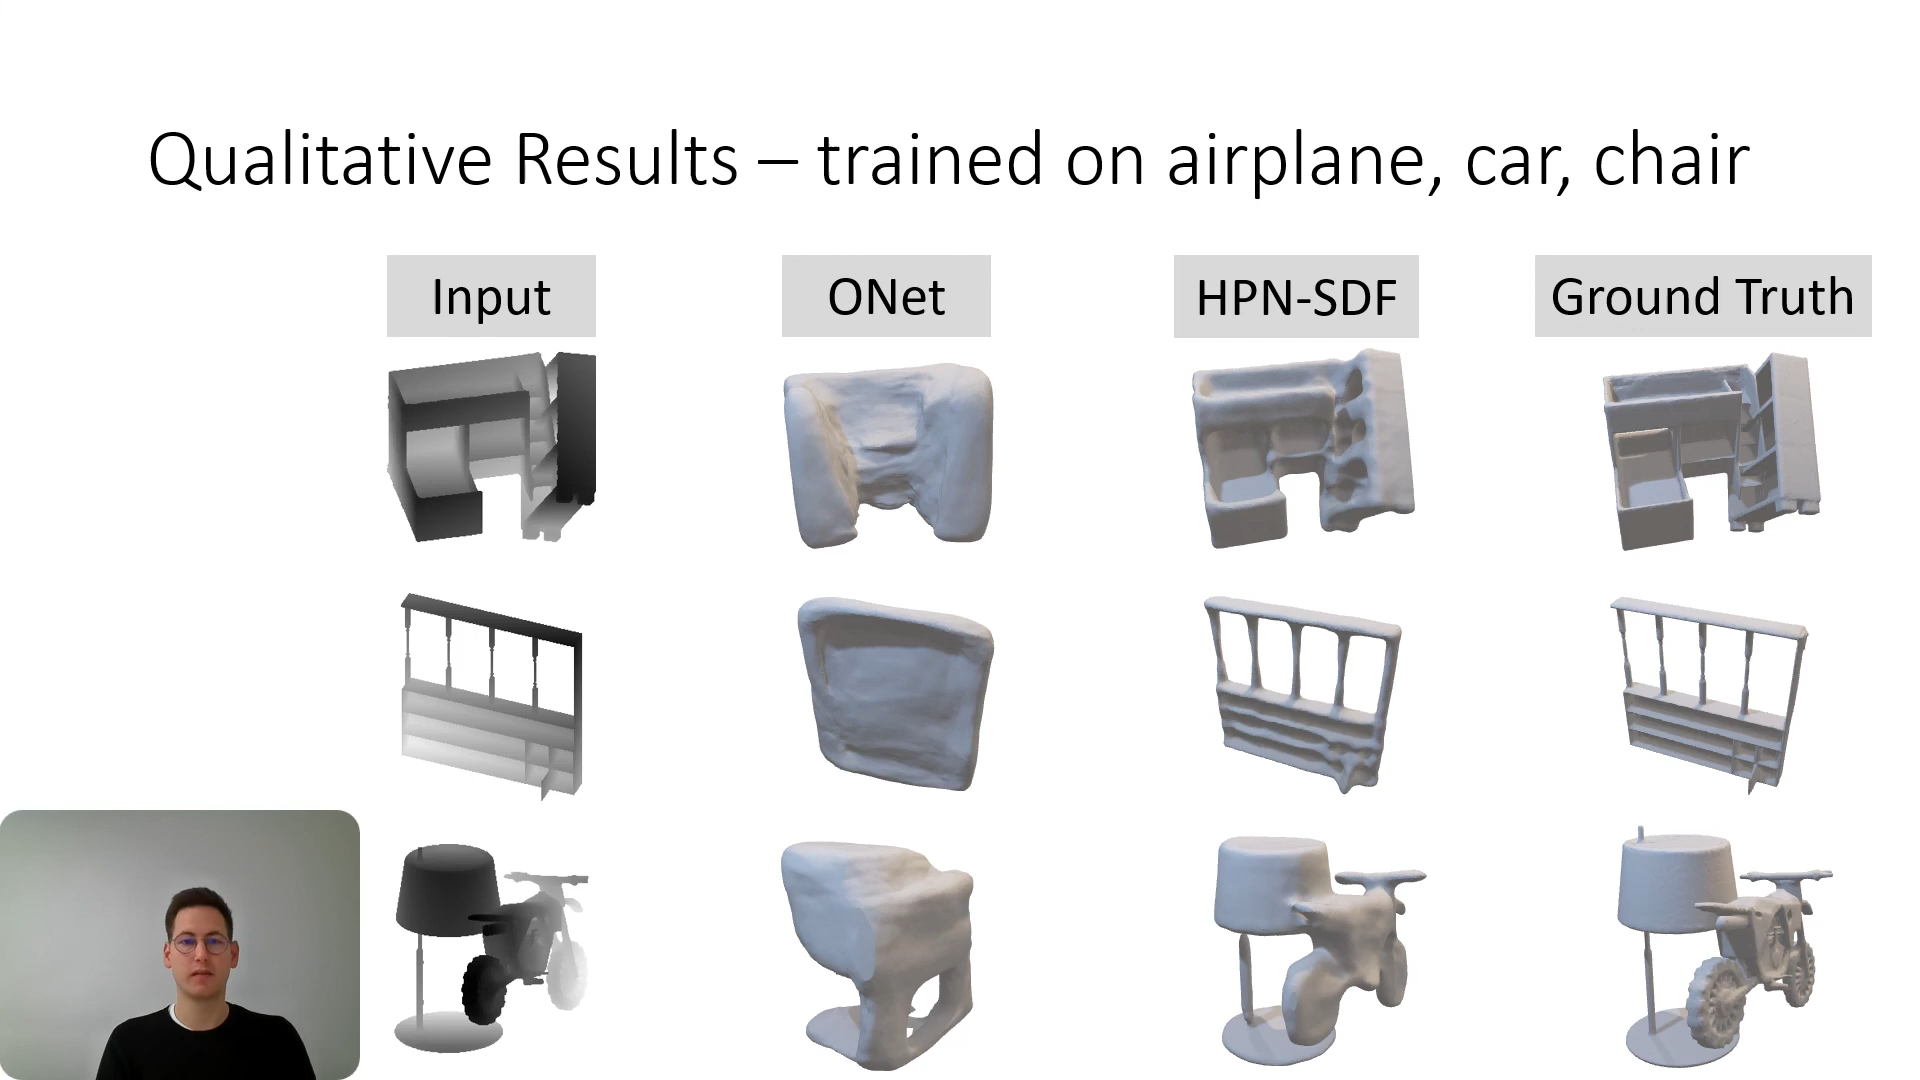 Qualitative Results – trained on airplane, car, chair
Input
ONet
HPN-SDF
Ground Truth